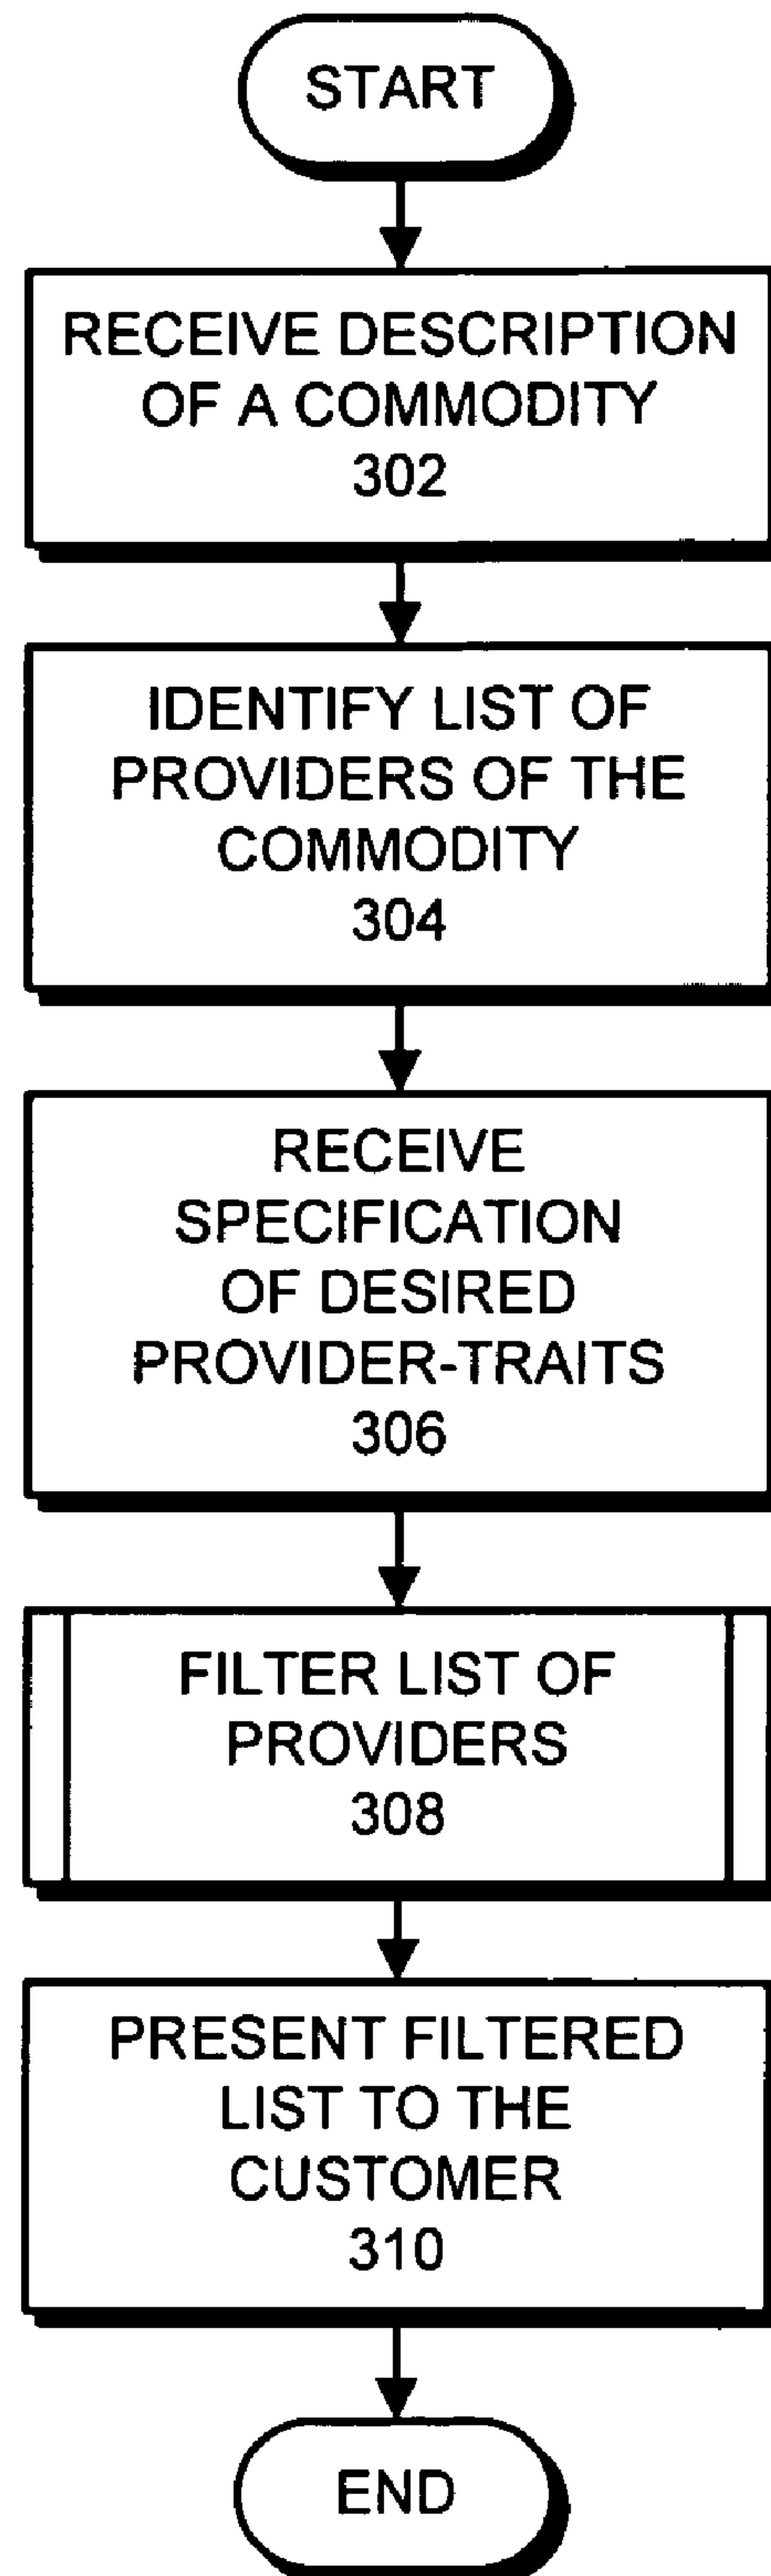 START
RECEIVE DESCRIPTION
OF A COMMODITY
302
IDENTIFY LIST OF
PROVIDERS OF THE
COMMODITY
304
RECEIVE
SPECIFICATION
OF DESIRED
PROVIDER-TRAITS
306
FILTER LIST OF
PROVIDERS
308
PRESENT FILTERED
LIST TO THE
CUSTOMER
310
END